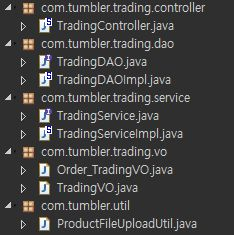 com.tumbler.trading.controller
TradingController.java
com.tumbler.trading.dao
TradingDAO.java
TradingDAOImpl.java
com.tumbler.trading.service
TradingService.java
TradingServiceImpl.java
com.tumbler.trading.vo
Order_TradingVO.java
TradingVO.java
com.tumbler.util
ProductFileUploadUtil.java